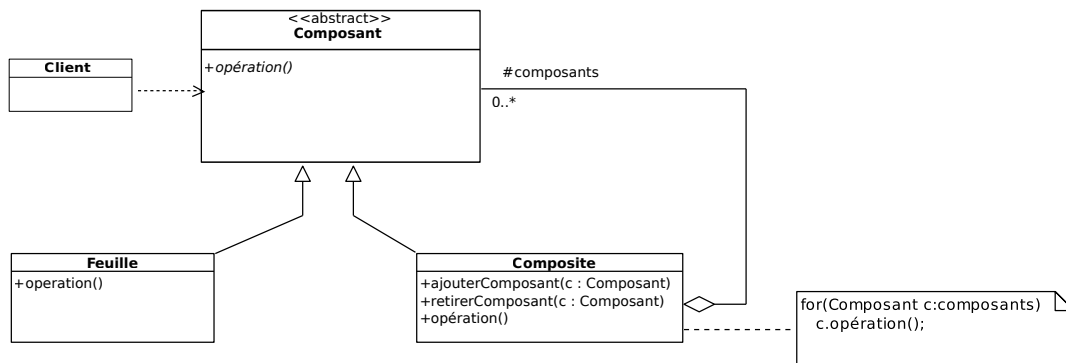 <<abstract>>
Composant
+opération()
Client
#composants
0..*
Feuille
+operation()
Composite
+ajouterComposant(c : Composant)
+retirerComposant(c : Composant)
+opération()
for(Composant c:composants)
c.opération();